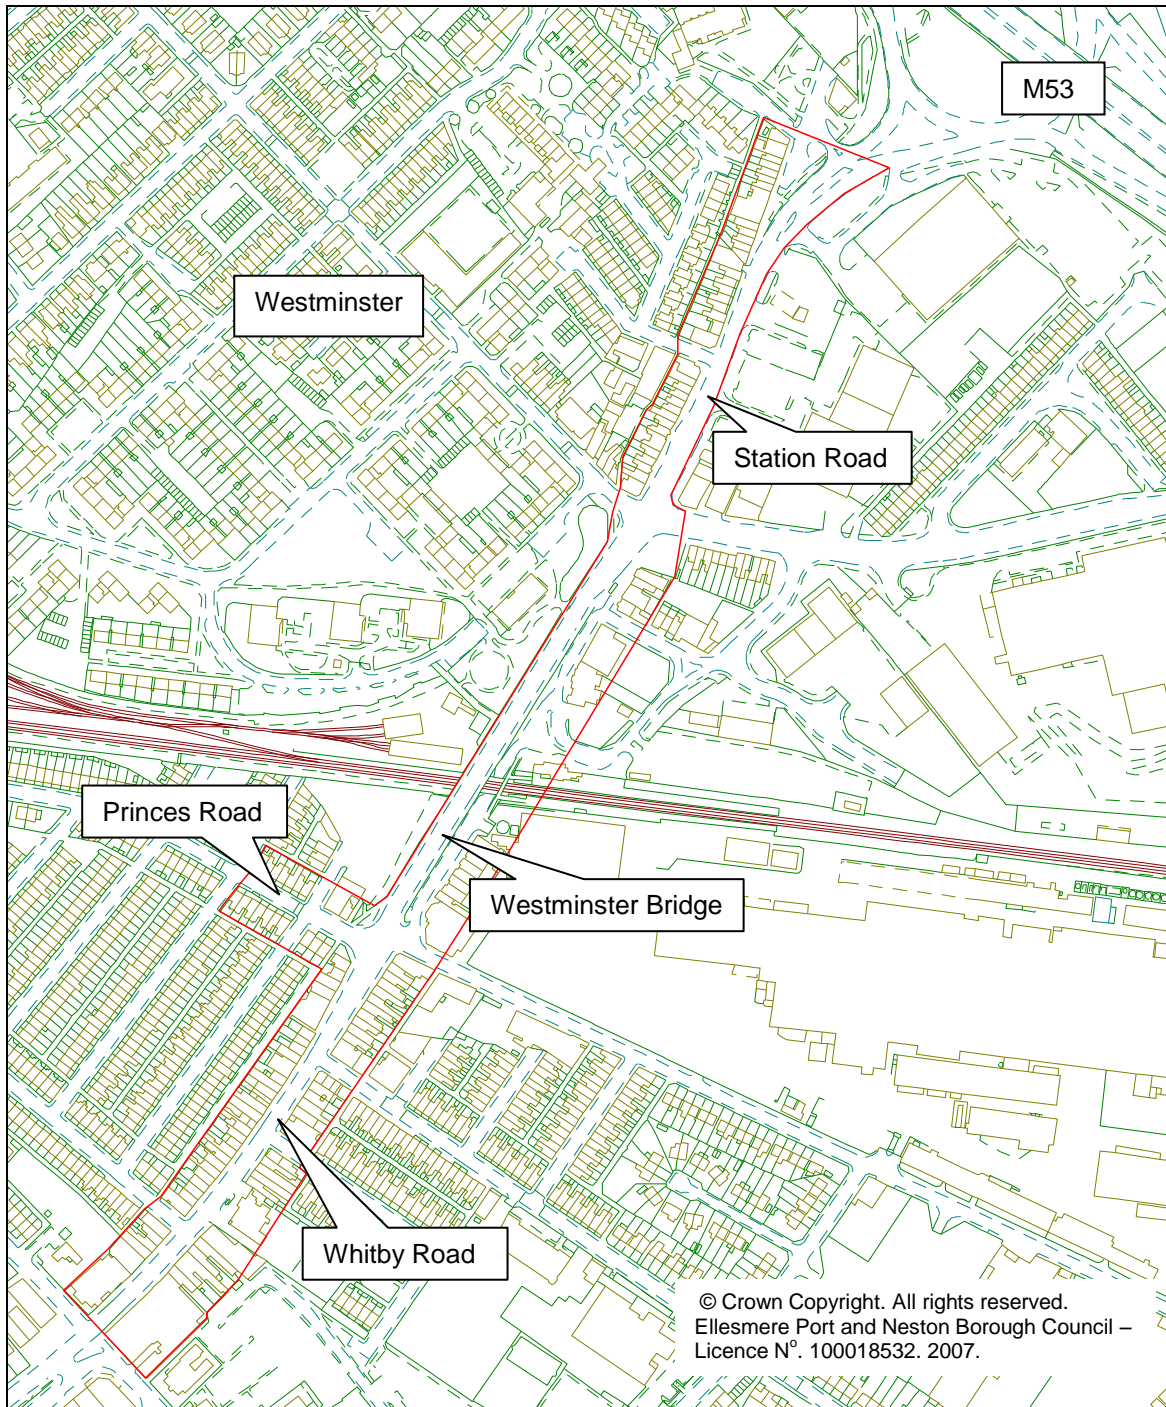 M53
Westminster
Station Road
Princes Road
Westminster Bridge
Whitby Road
© Crown Copyright. All rights reserved.
Ellesmere Port and Neston Borough Council –
Licence Nº. 100018532. 2007.